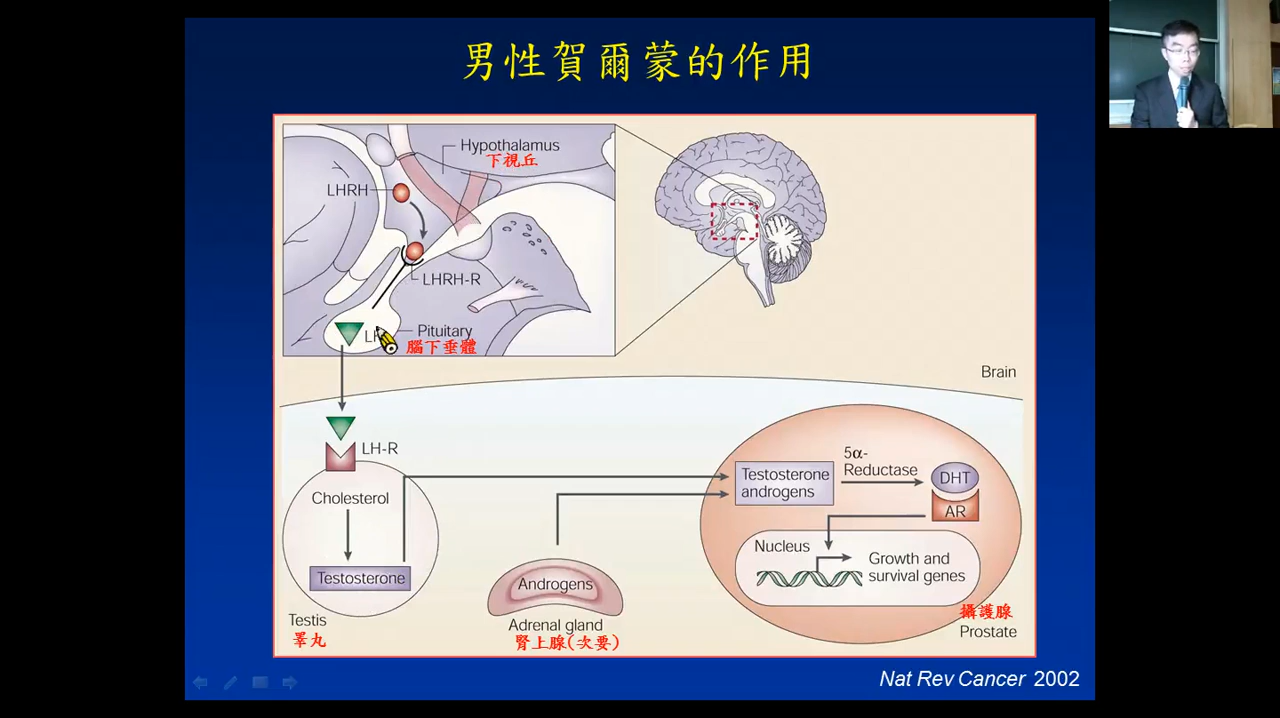 男性賀爾蒙的作用
Hypothalamus
下視丘
LHRH
LHRH-R
LH
Pituitary
腦下垂體
Brain
LH-R
Cholesterol
Testosterone
Testis
睪丸
Androgens
Adrenal gland
腎上腺(次要)
Testosterone
androgens
5α-
Reductase
DHT
AR
Nucleus
Growth and
survival genes
攝護腺
Prostate
Nat Rev Cancer 2002